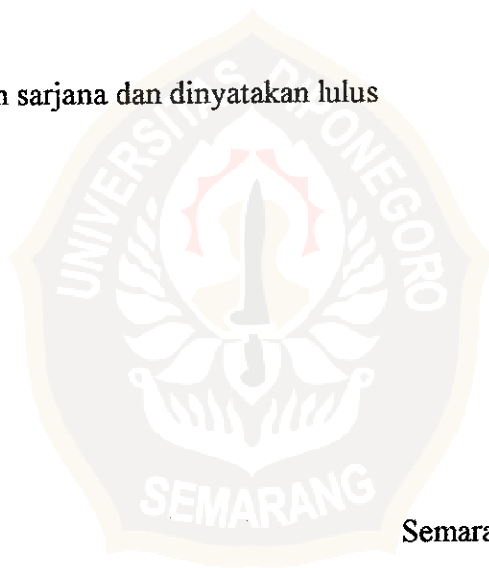 n sarjana dan dinyatakan lulus
UNIVERSITAS DIPONEGORO
SEMARANG
Semara